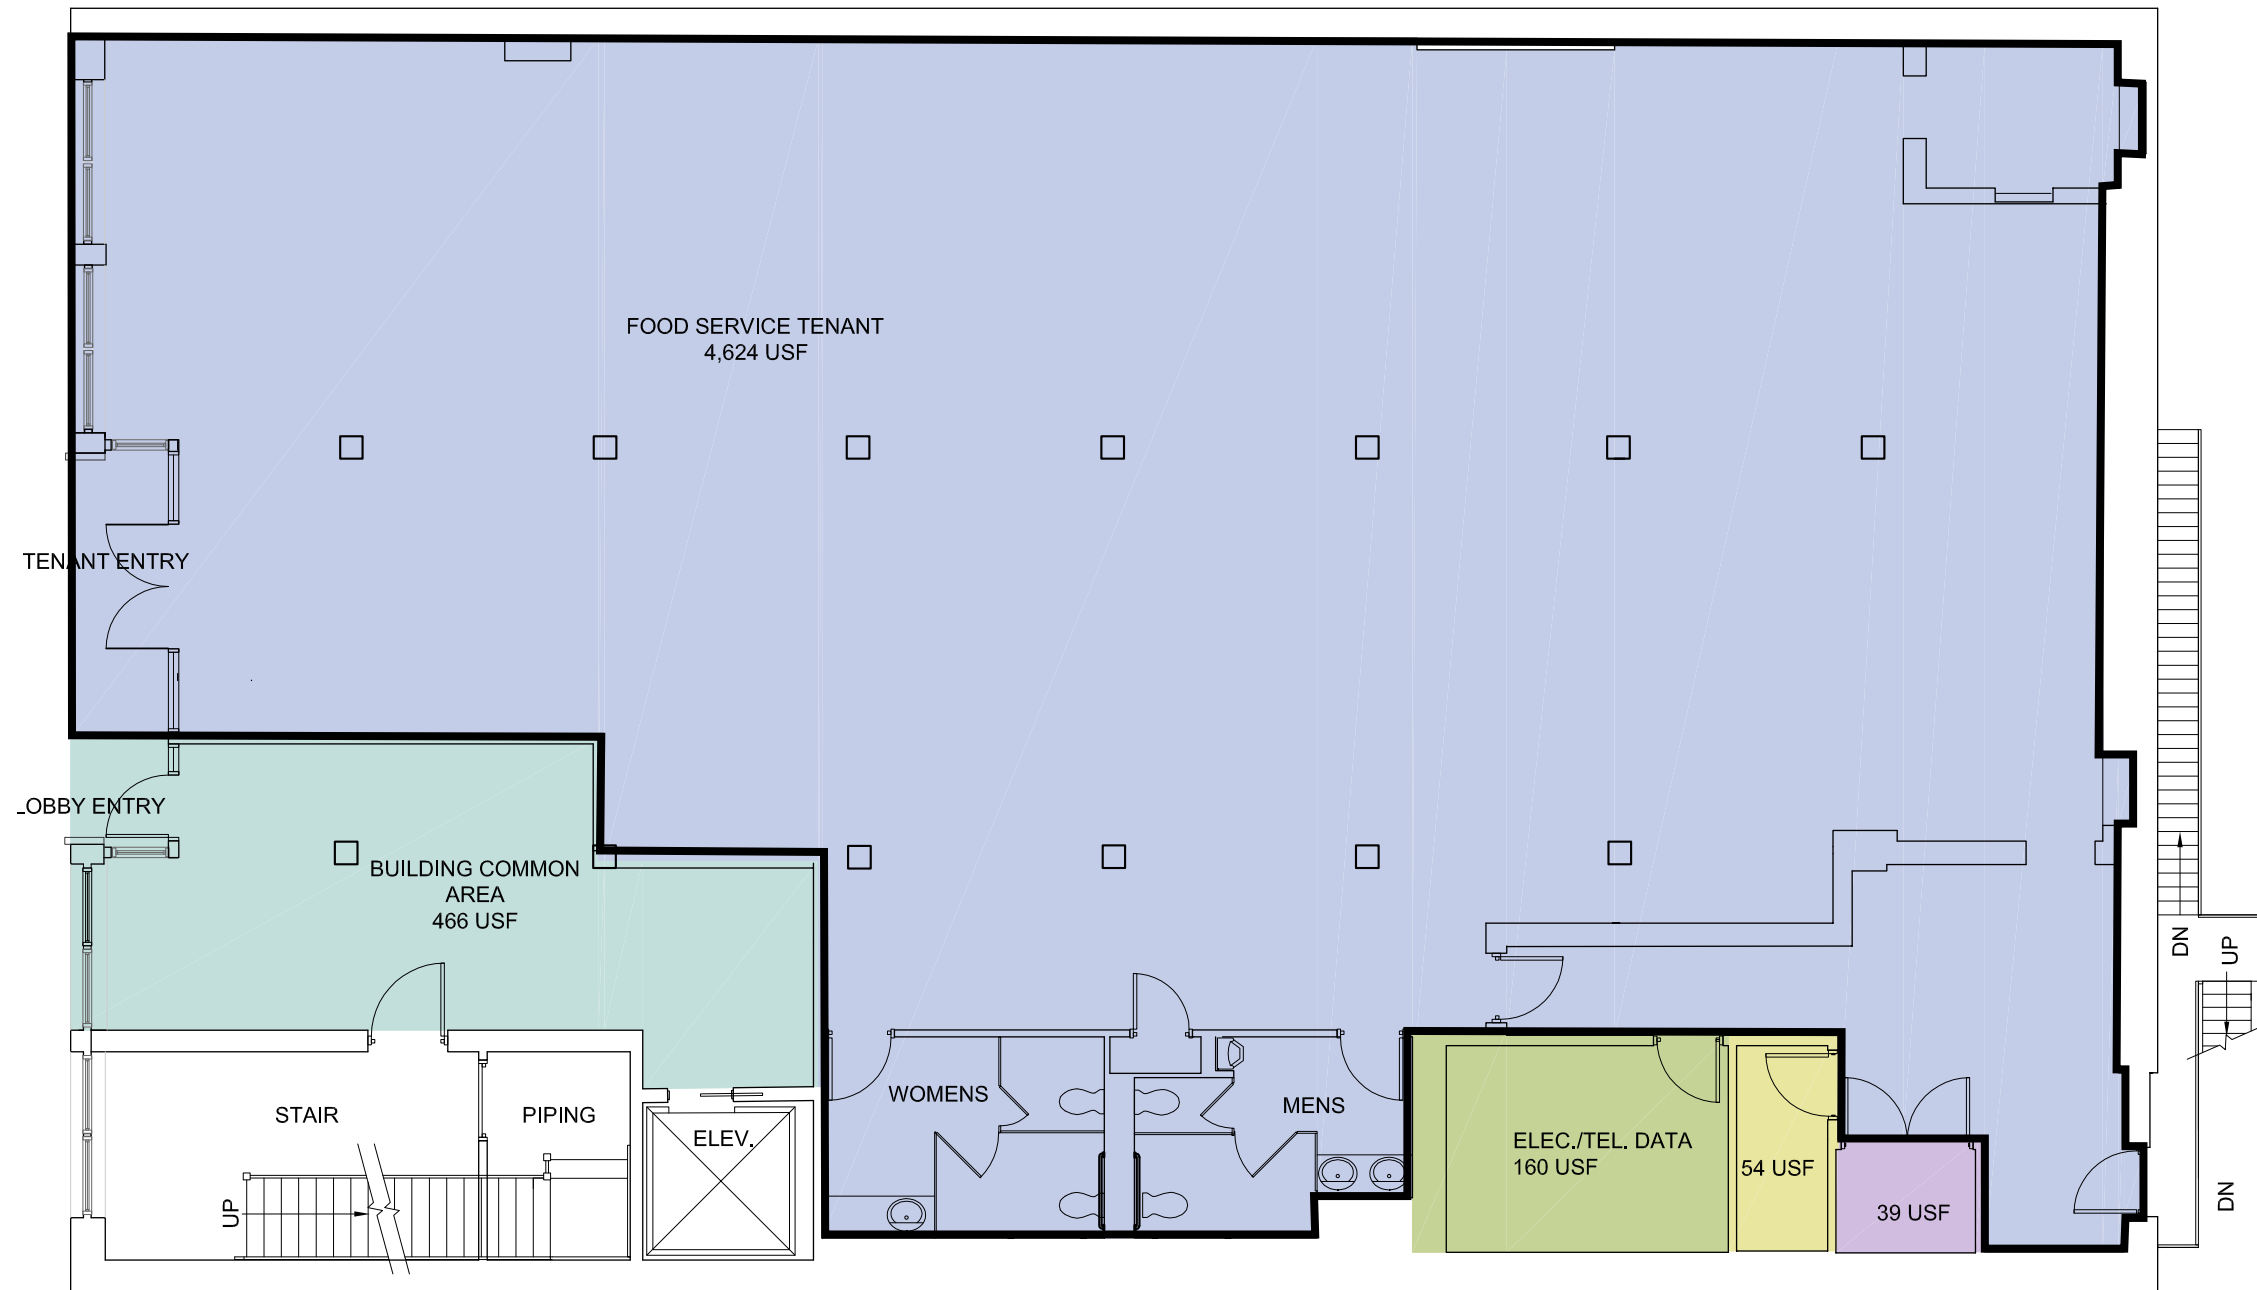 FOOD SERVICE TENANT
4,624 USF
TENANT ENTRY
LOBBY ENTRY
BUILDING COMMON
AREA
466 USF
DN
UP
WOMENS
MENS
STAIR
PIPING
ELEV.
ELEC./TEL. DATA
160 USF
54 USF
39 USF
UP
DN